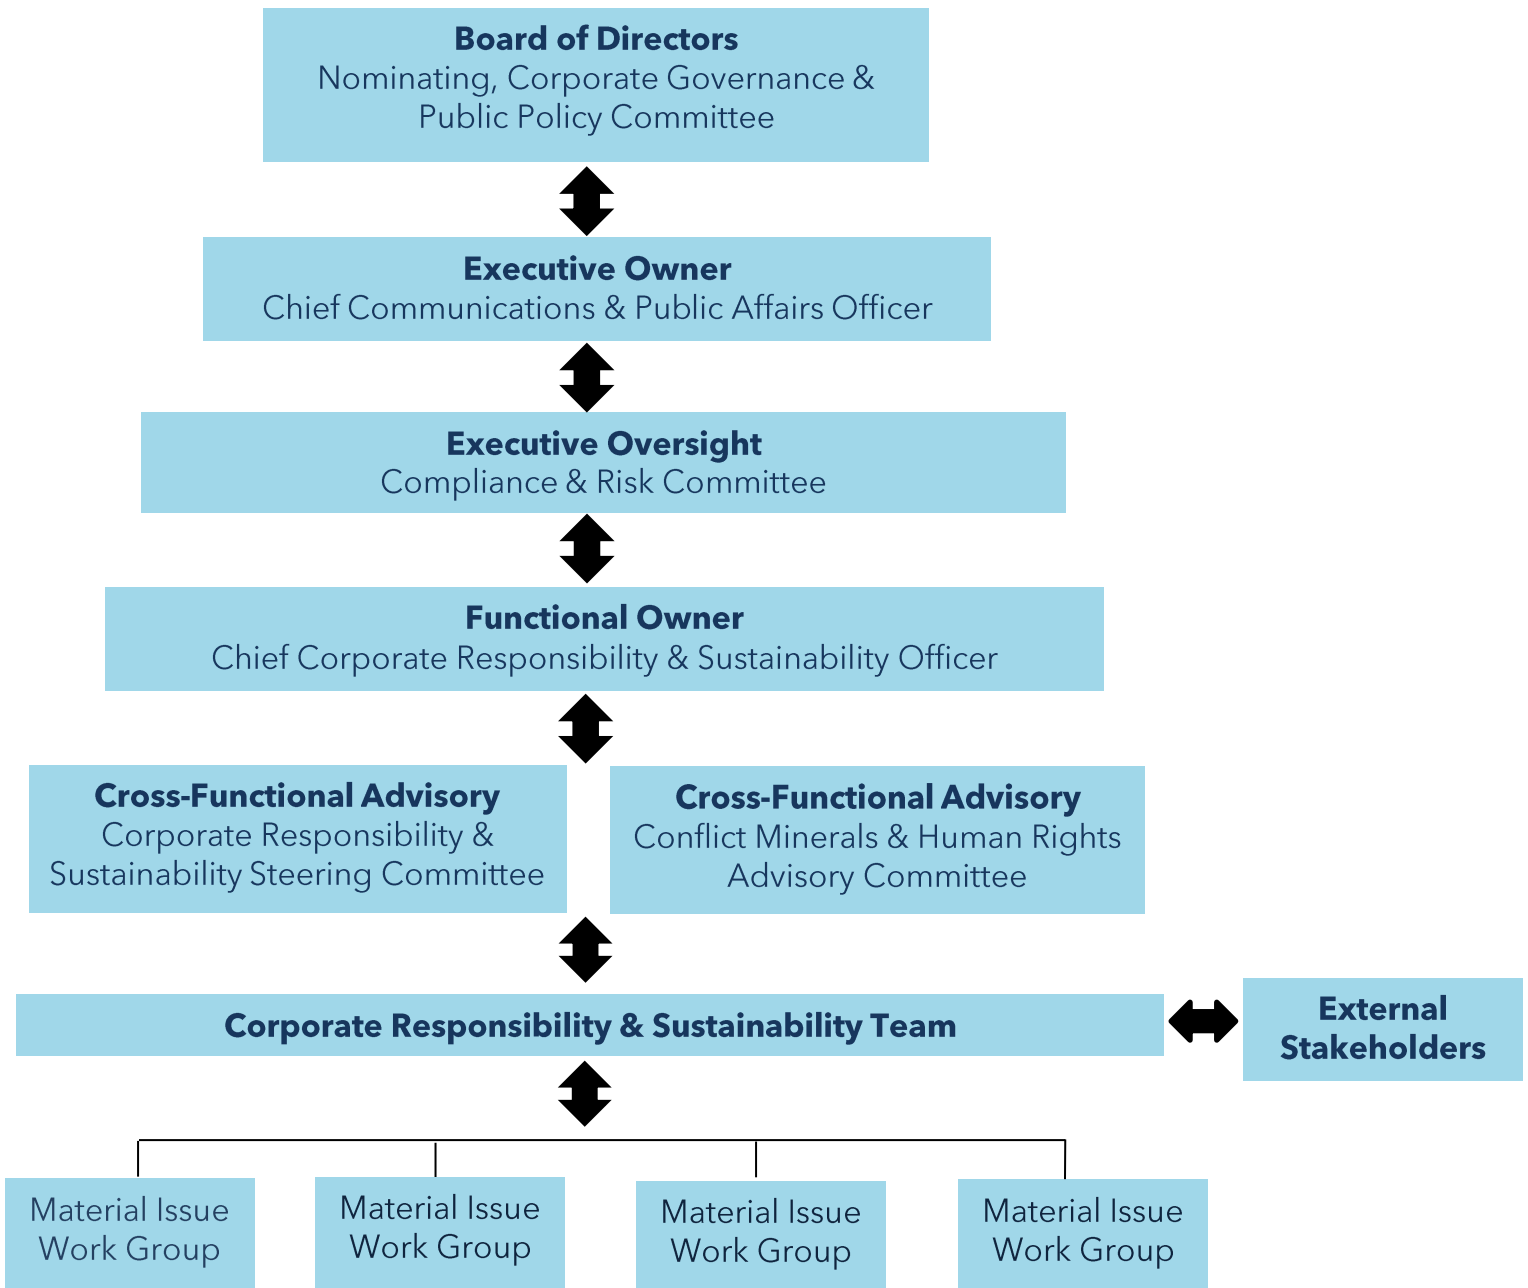 Board of Directors
Nominating, Corporate Governance &
Public Policy Committee
Executive Owner
Chief Communications & Public Affairs Officer
Executive Oversight
Compliance & Risk Committee
Functional Owner
Chief Corporate Responsibility & Sustainability Officer
Cross-Functional Advisory
Corporate Responsibility &
Sustainability Steering Committee
Cross-Functional Advisory
Conflict Minerals & Human Rights
Advisory Committee
Corporate Responsibility & Sustainability Team
External
Stakeholders
Material Issue
Work Group
Material Issue
Work Group
Material Issue
Work Group
Material Issue
Work Group